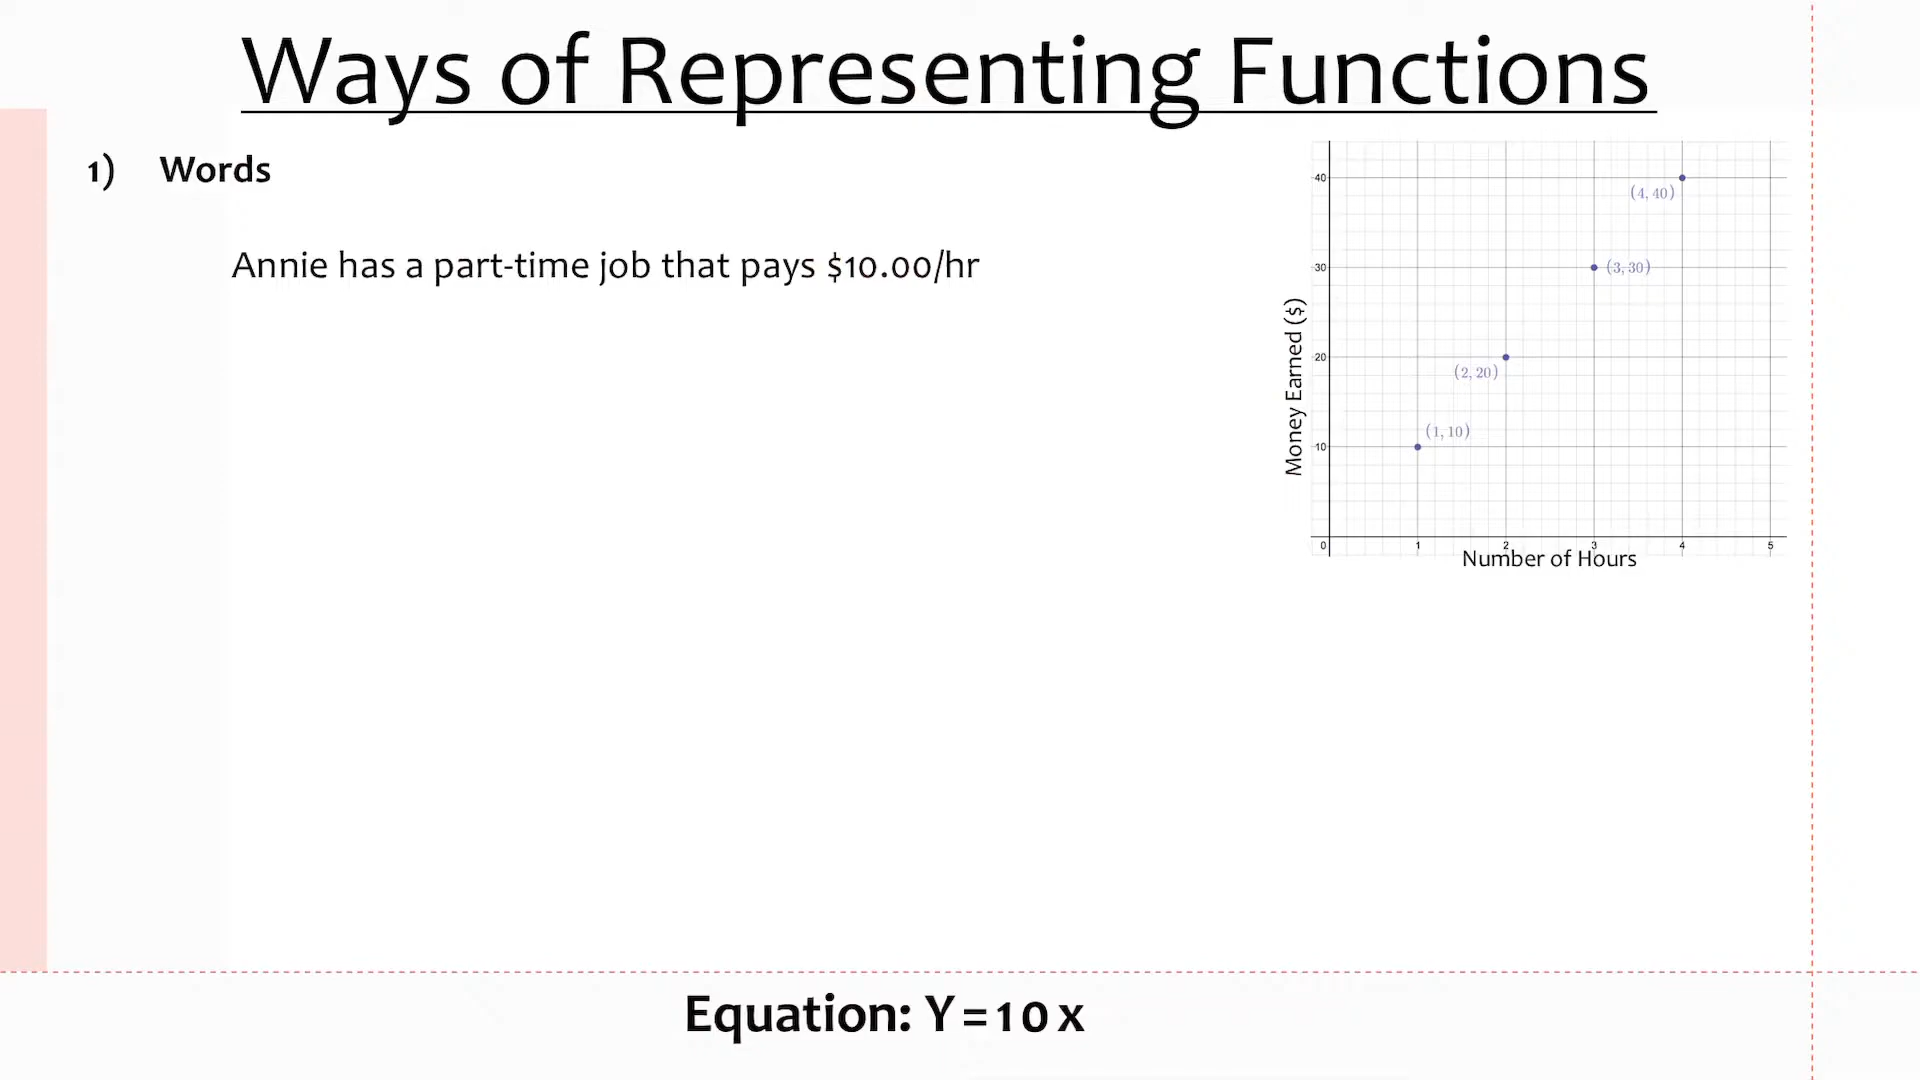 Ways of Representing Functions
1) Words
Annie has a part-time job that pays $10.00/hr
Money Earned ($)
40
30
20
10
(4, 40)
(3, 30)
(2, 20)
(1, 10)
0 1 2 3 4 5
Number of Hours
Equation: Y=10 x